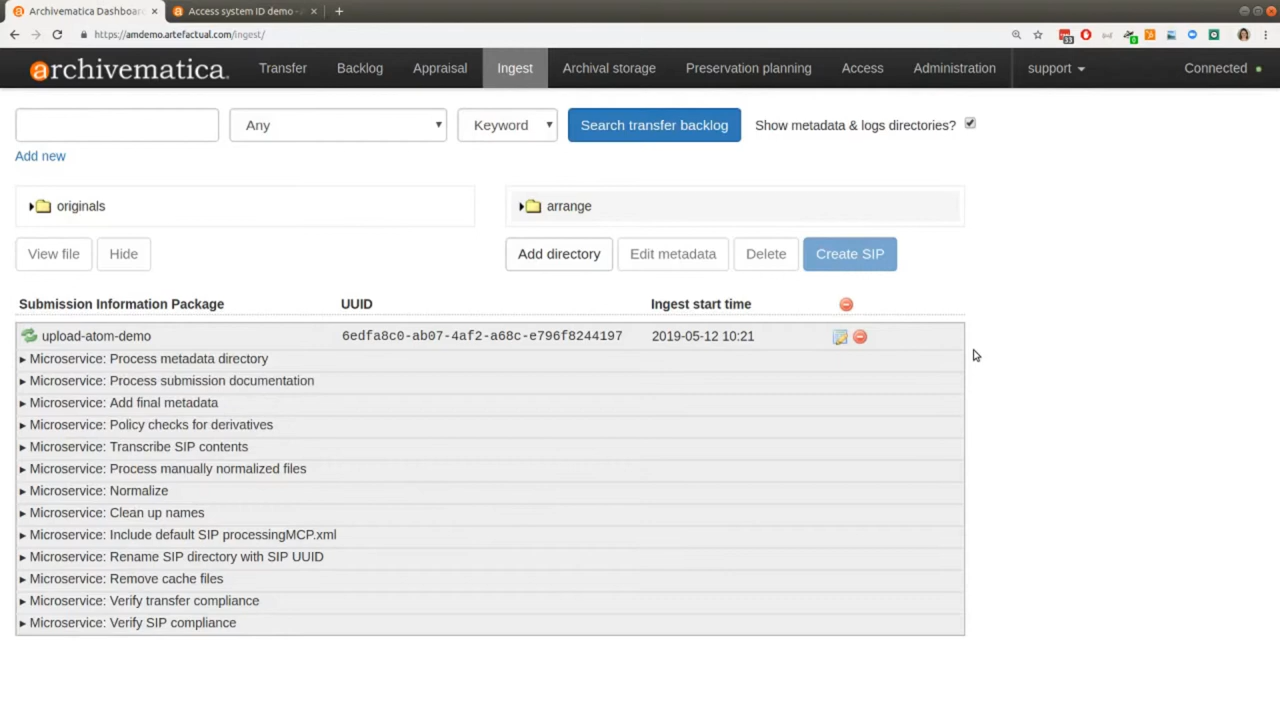 Archivematica Dashboar
Access system ID demo -
https://amdemo.artefactual.com/ingest/
archivematica.
Transfer
Backlog
Appraisal
Ingest
Archival storage
Preservation planning
Access
Administration
support
Connected
Any
Keyword
Search transfer backlog
Show metadata & logs directories?
Add new
originals
arrange
View file
Hide
Add directory
Edit metadata
Delete
Create SIP
Submission Information Package UUID Ingest start time
upload-atom-demo 6edfa8c0-ab07-4af2-a68c-e796f8244197 2019-05-12 10:21
Microservice: Process metadata directory
Microservice: Process submission documentation
Microservice: Add final metadata
Microservice: Policy checks for derivatives
Microservice: Transcribe SIP contents
Microservice: Process manually normalized files
Microservice: Normalize
Microservice: Clean up names
Microservice: Include default SIP processingMCP.xml
Microservice: Rename SIP directory with SIP UUID
Microservice: Remove cache files
Microservice: Verify transfer compliance
Microservice: Verify SIP compliance